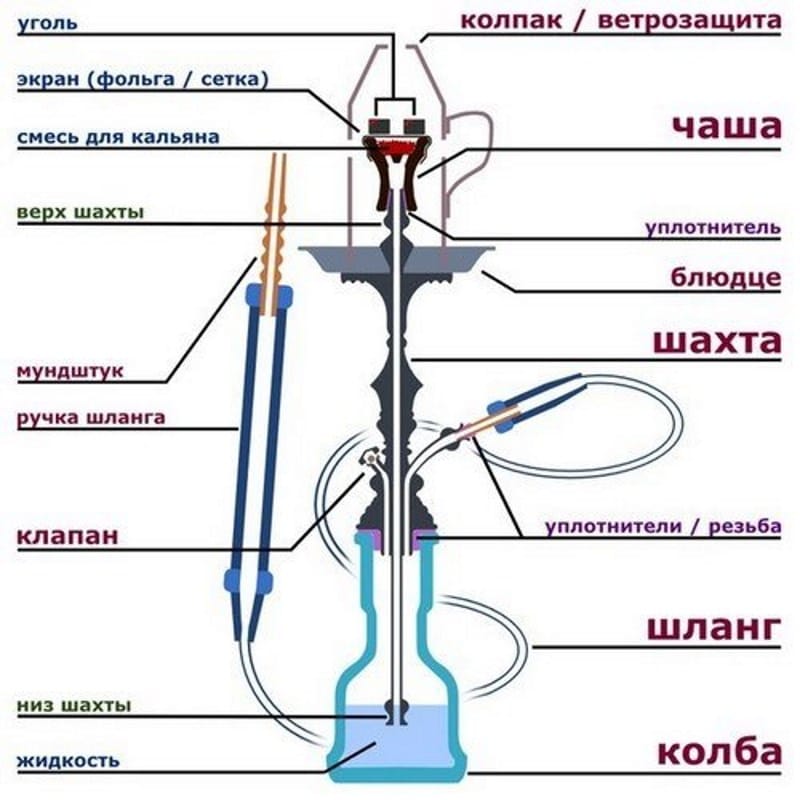 уголь
колпак / ветрозащита
экран (фольга / сетка)
чаша
смесь для кальяна
верх шахты
уплотнитель
блюдце
шахта
мундштук
ручка шланга
клапан
уплотнители / резьба
шланг
низ шахты
жидкость
колба